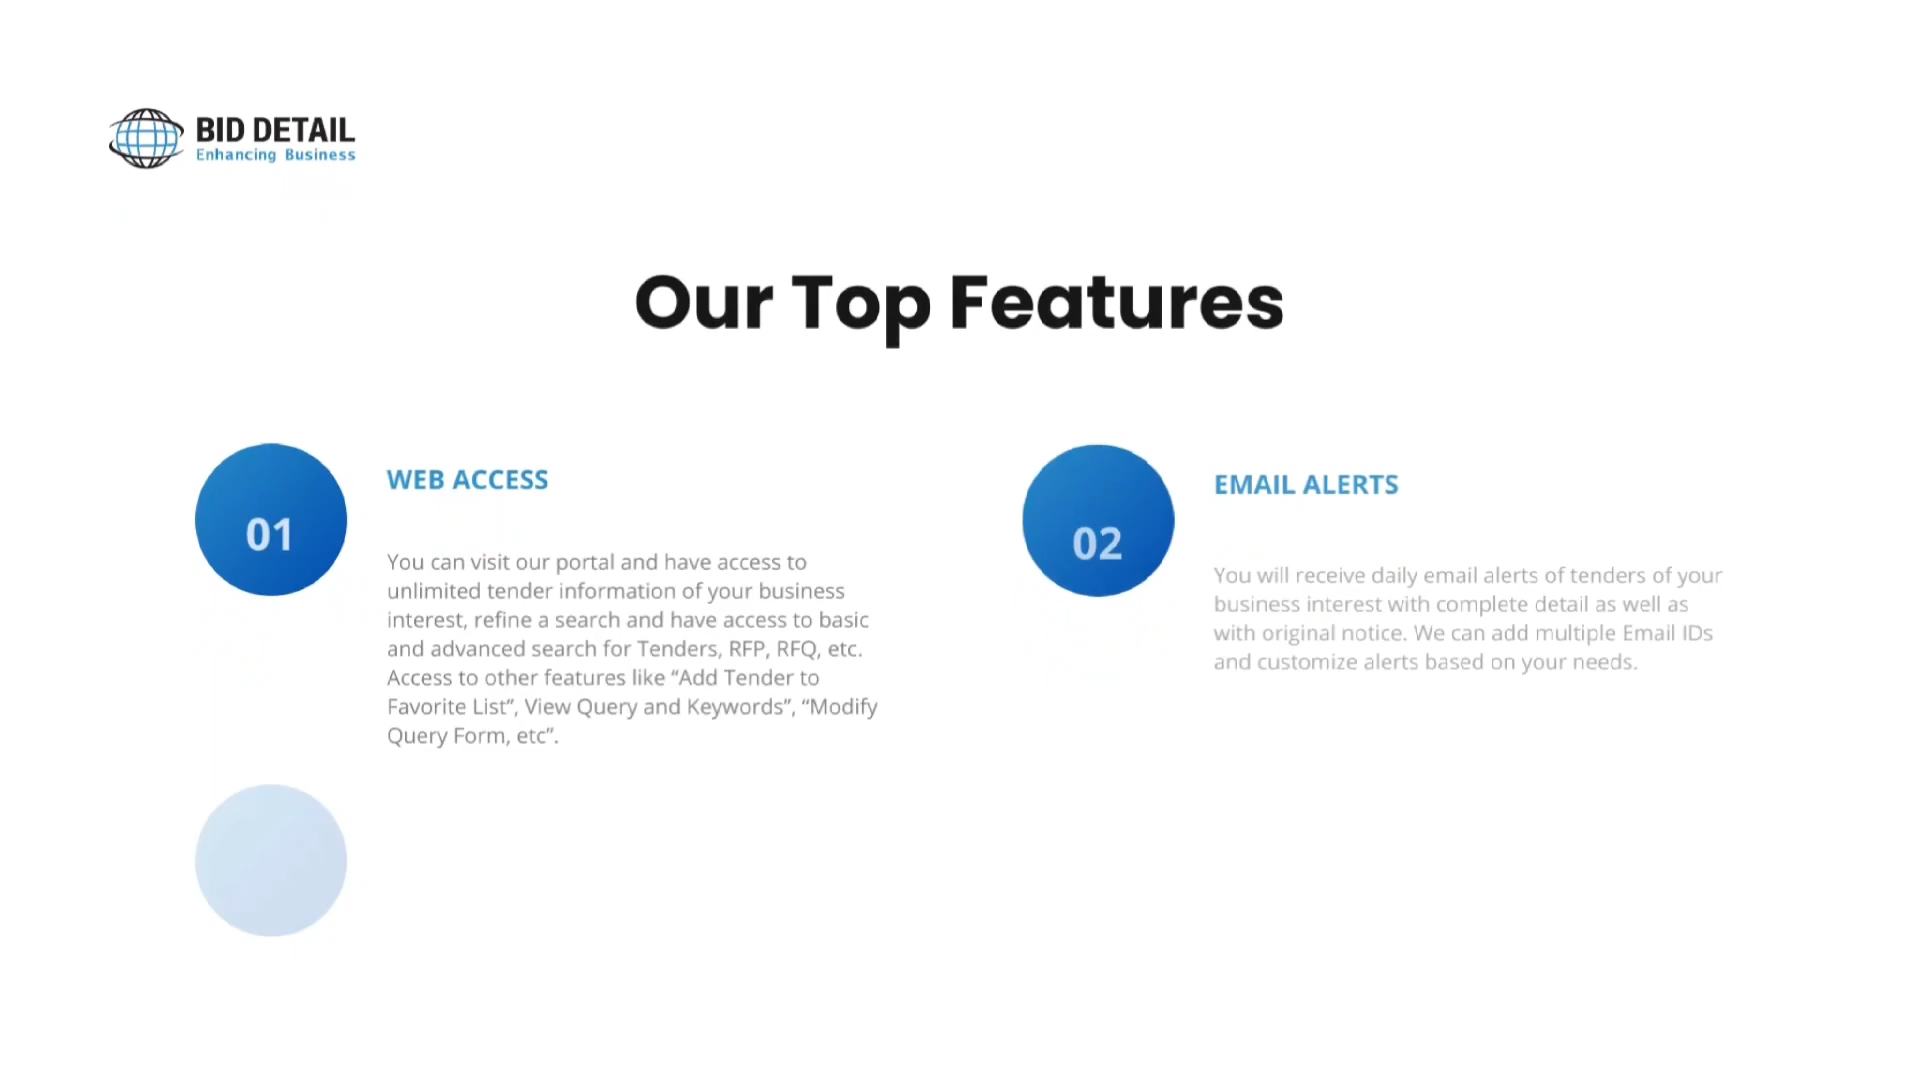 BID DETAIL
Enhancing Business
Our Top Features
01
WEB ACCESS
You can visit our portal and have access to
unlimited tender information of your business
interest, refine a search and have access to basic
and advanced search for Tenders, RFP, RFQ, etc.
Access to other features like “Add Tender to
Favorite List”, View Query and Keywords”, “Modify
Query Form, etc”.
02
EMAIL ALERTS
You will receive daily email alerts of tenders of your
business interest with complete detail as well as
with original notice. We can add multiple Email IDs
and customize alerts based on your needs.